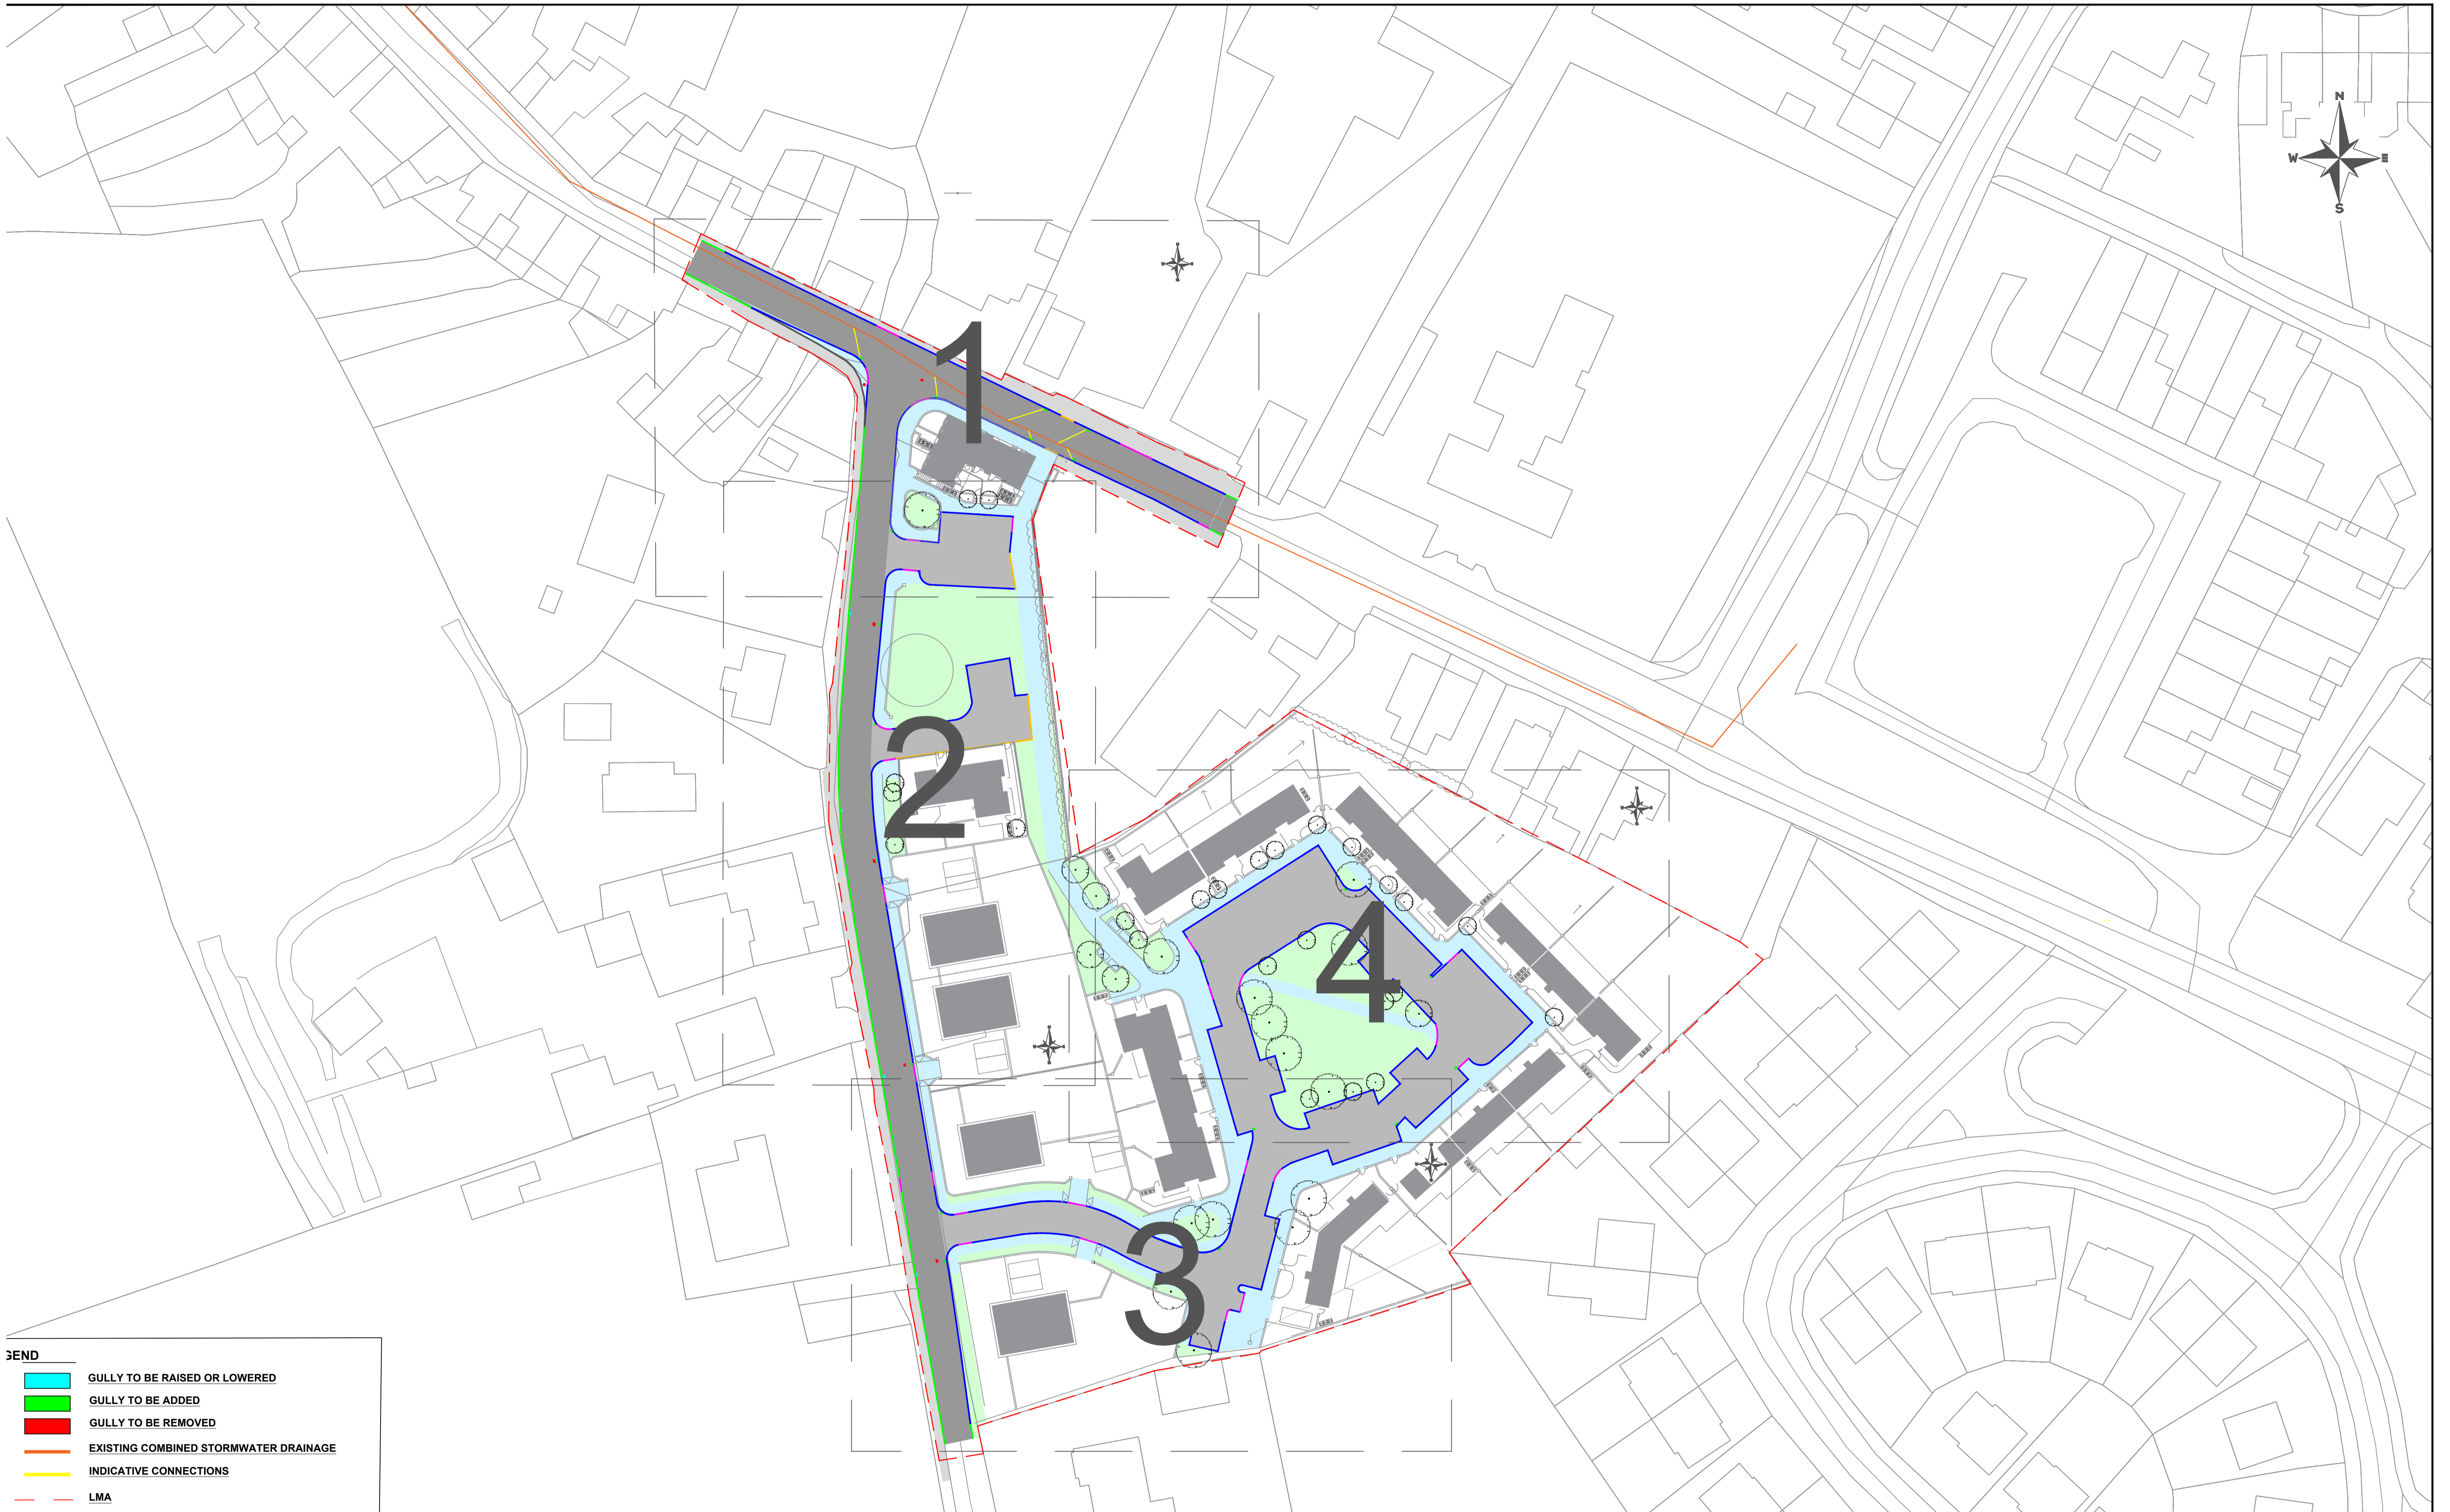 N
W E
S
1
2
4
3
GEND
GULLY TO BE RAISED OR LOWERED
GULLY TO BE ADDED
GULLY TO BE REMOVED
EXISTING COMBINED STORMWATER DRAINAGE
INDICATIVE CONNECTIONS
LMA